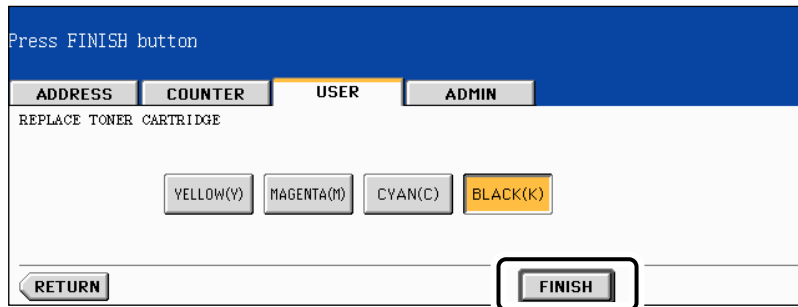 Press FINISH button
ADDRESS COUNTER USER ADMIN
REPLACE TONER CARTRIDGE
YELLOW(Y) MAGENTA(M) CYAN(C) BLACK(K)
RETURN FINISH